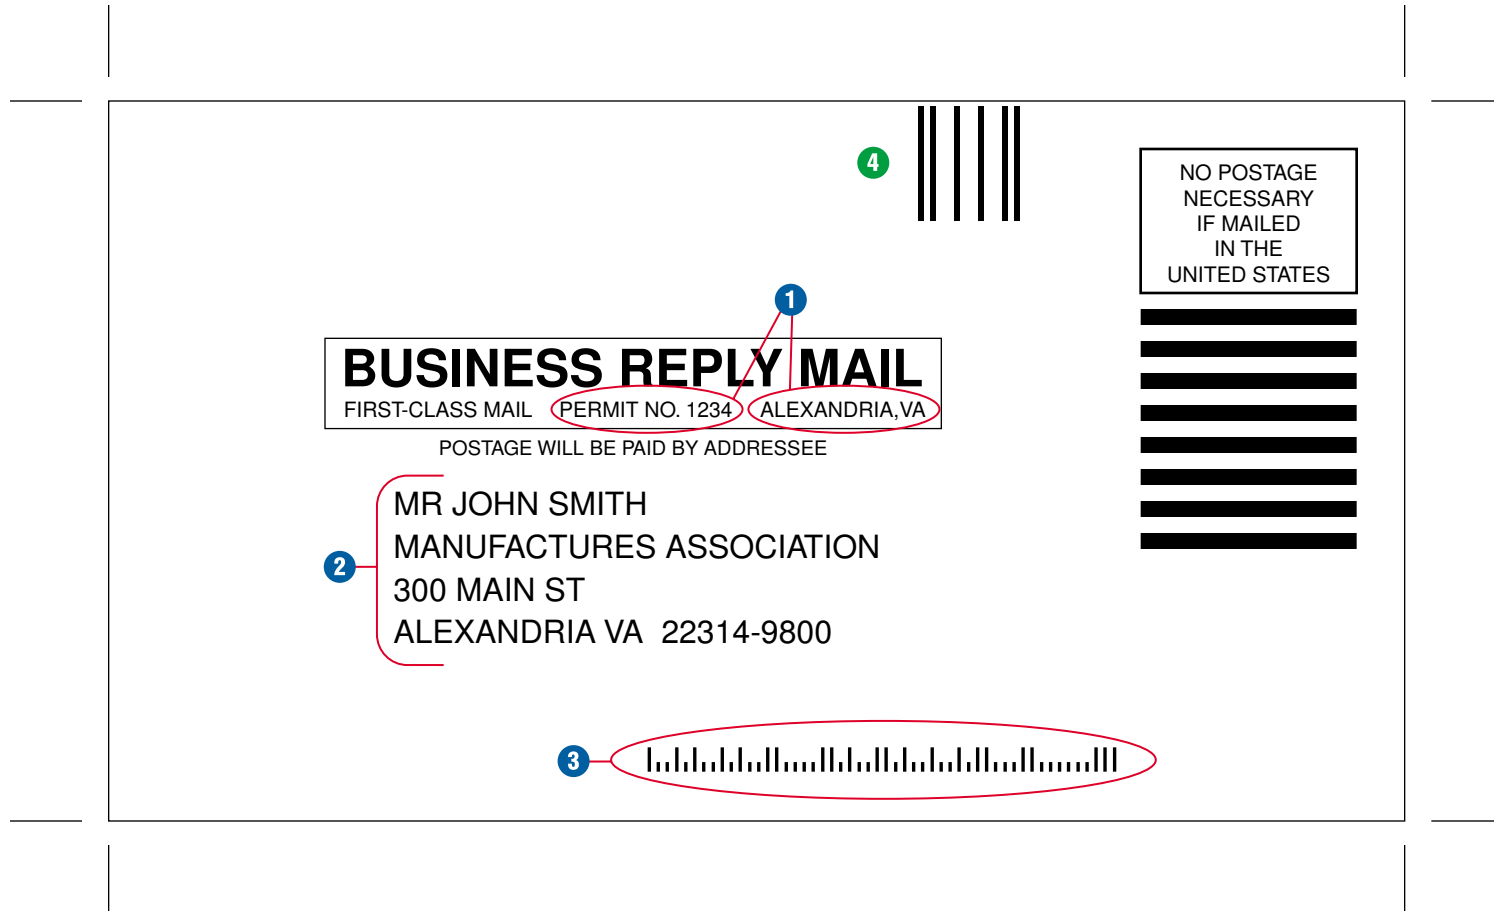 4
NO POSTAGE
NECESSARY
IF MAILED
IN THE
UNITED STATES
1
BUSINESS REPLY MAIL
FIRST-CLASS MAIL PERMIT NO. 1234 ALEXANDRIA,VA
POSTAGE WILL BE PAID BY ADDRESSEE
2
MR JOHN SMITH
MANUFACTURES ASSOCIATION
300 MAIN ST
ALEXANDRIA VA 22314-9800
3